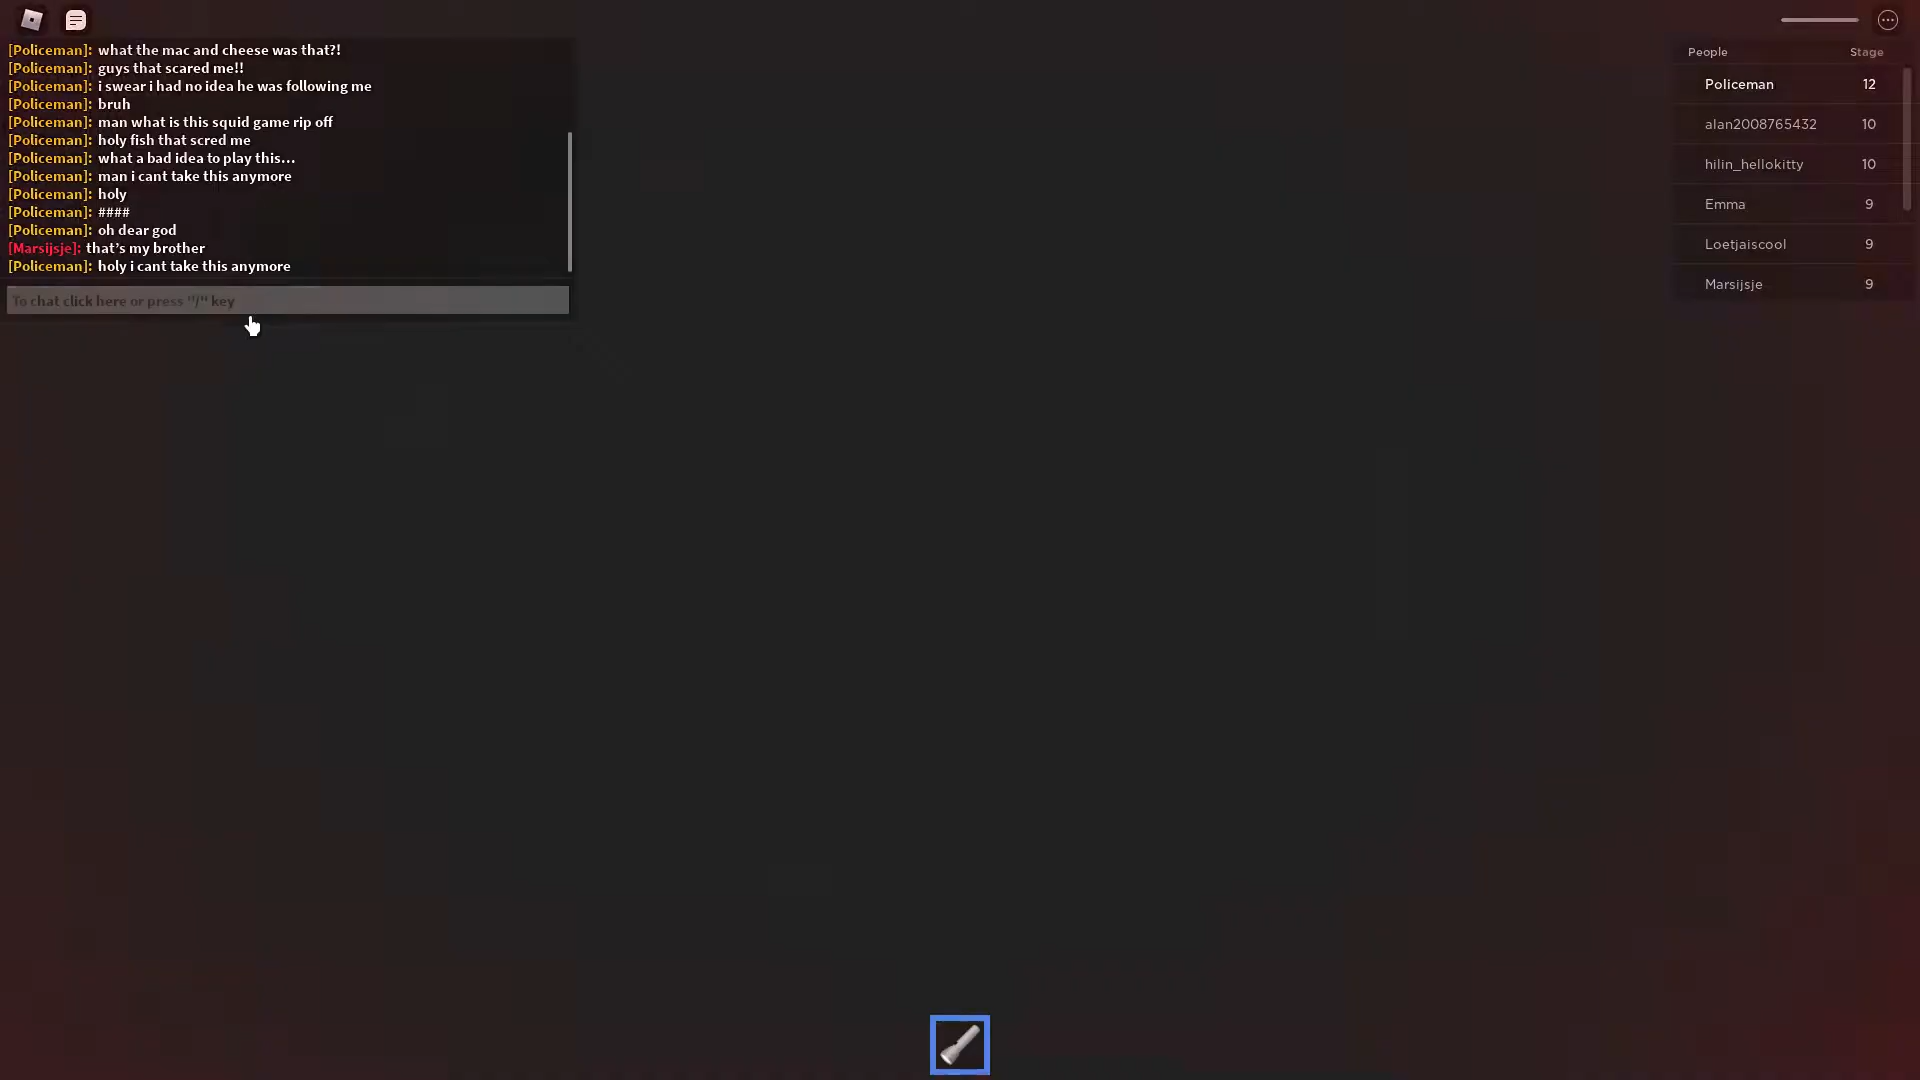 [Policeman]: what the mac and cheese was that?!
[Policeman]: guys that scared me!!
[Policeman]: i swear i had no idea he was following me
[Policeman]: bruh
[Policeman]: man what is this squid game rip off
[Policeman]: holy fish that scred me
[Policeman]: what a bad idea to play this...
[Policeman]: man i cant take this anymore
[Policeman]: holy
[Policeman]: ####
[Policeman]: oh dear god
[Marsijsje]: that's my brother
[Policeman]: holy i cant take this anymore
To chat click here or press "/" key
People Stage
Policeman 12
alan2008765432 10
hilin_hellokitty 10
Emma 9
Loetjaiscool 9
Marsijsje 9